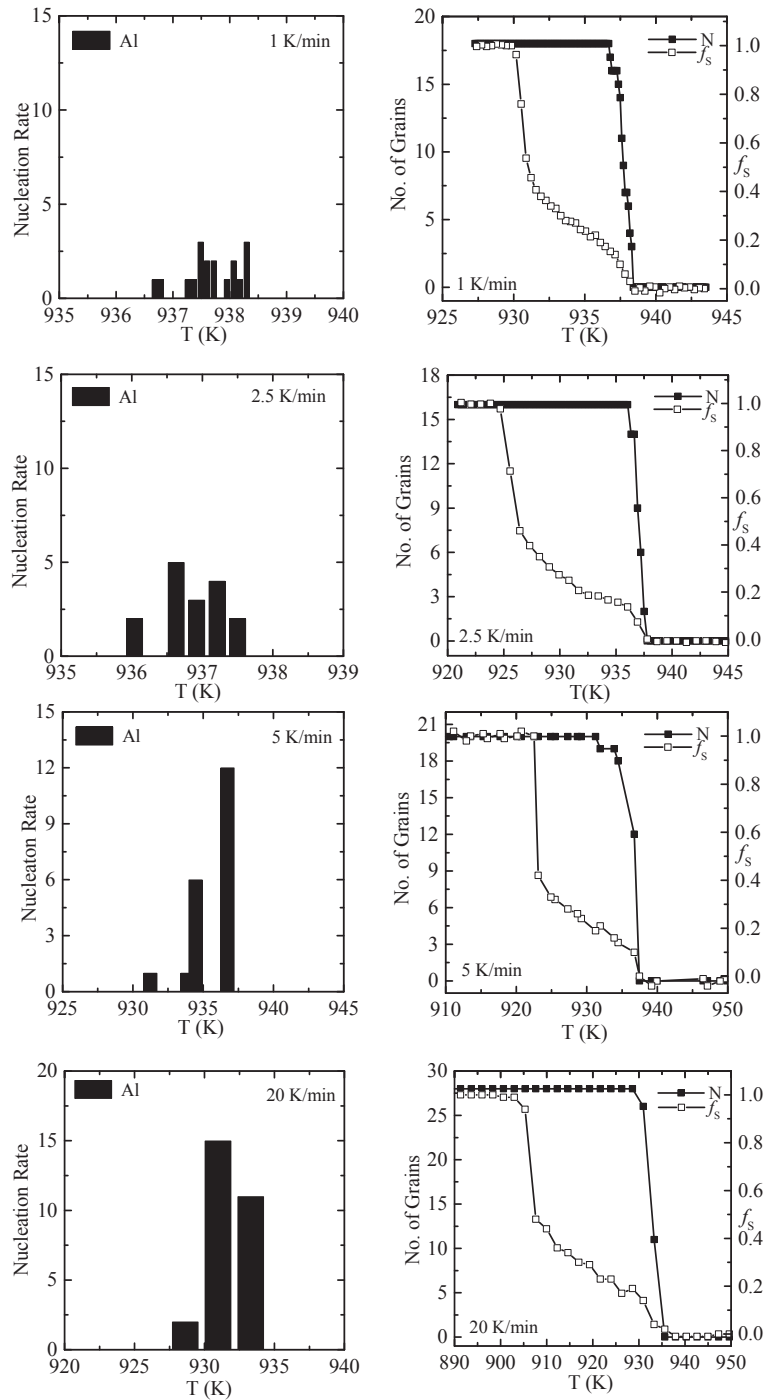 15
10
5
0
Nucleation Rate
Al
1 K/min
935 936 937 938 939 940
T (K)
20
15
10
5
0
No. of Grains
N
fS
1.0
0.8
0.6
0.4
0.2
0.0
fS
1 K/min
925 930 935 940 945
T (K)
15
10
5
0
Nucleation Rate
Al
2.5 K/min
935 936 937 938 939
T (K)
18
15
12
9
6
3
0
No. of Grains
N
fS
1.0
0.8
0.6
0.4
0.2
0.0
fS
2.5 K/min
920 925 930 935 940 945
T(K)
15
12
9
6
3
0
Nucleaton Rate
Al
5 K/min
925 930 935 940 945
T (K)
21
18
15
12
9
6
3
0
No. of Grains
N
fS
1.0
0.8
0.6
0.4
0.2
0.0
fS
5 K/min
910 920 930 940 950
T (K)
20
15
10
5
0
Nucleation Rate
Al
20 K/min
920 925 930 935 940
T (K)
30
25
20
15
10
5
0
No. of Grains
N
fS
1.0
0.8
0.6
0.4
0.2
0.0
fS
20 K/min
890 900 910 920 930 940 950
T (K)